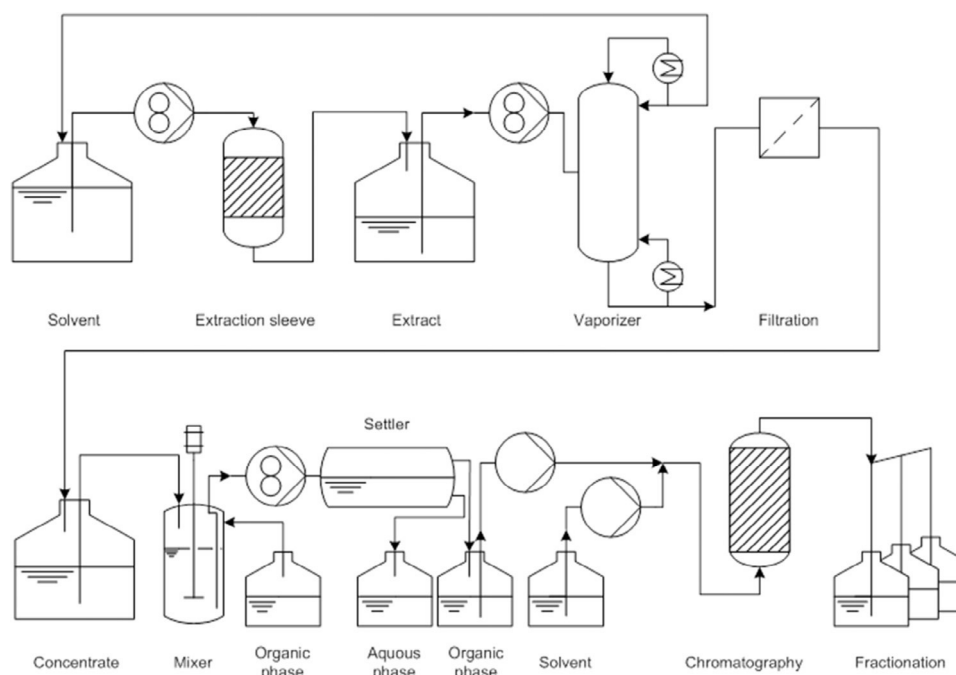 Solvent
Extraction sleeve
Extract
Vaporizer
Filtration
Settler
Concentrate
Mixer
Organic
phase
Aquous
phase
Organic
phase
Solvent
Chromatography
Fractionation